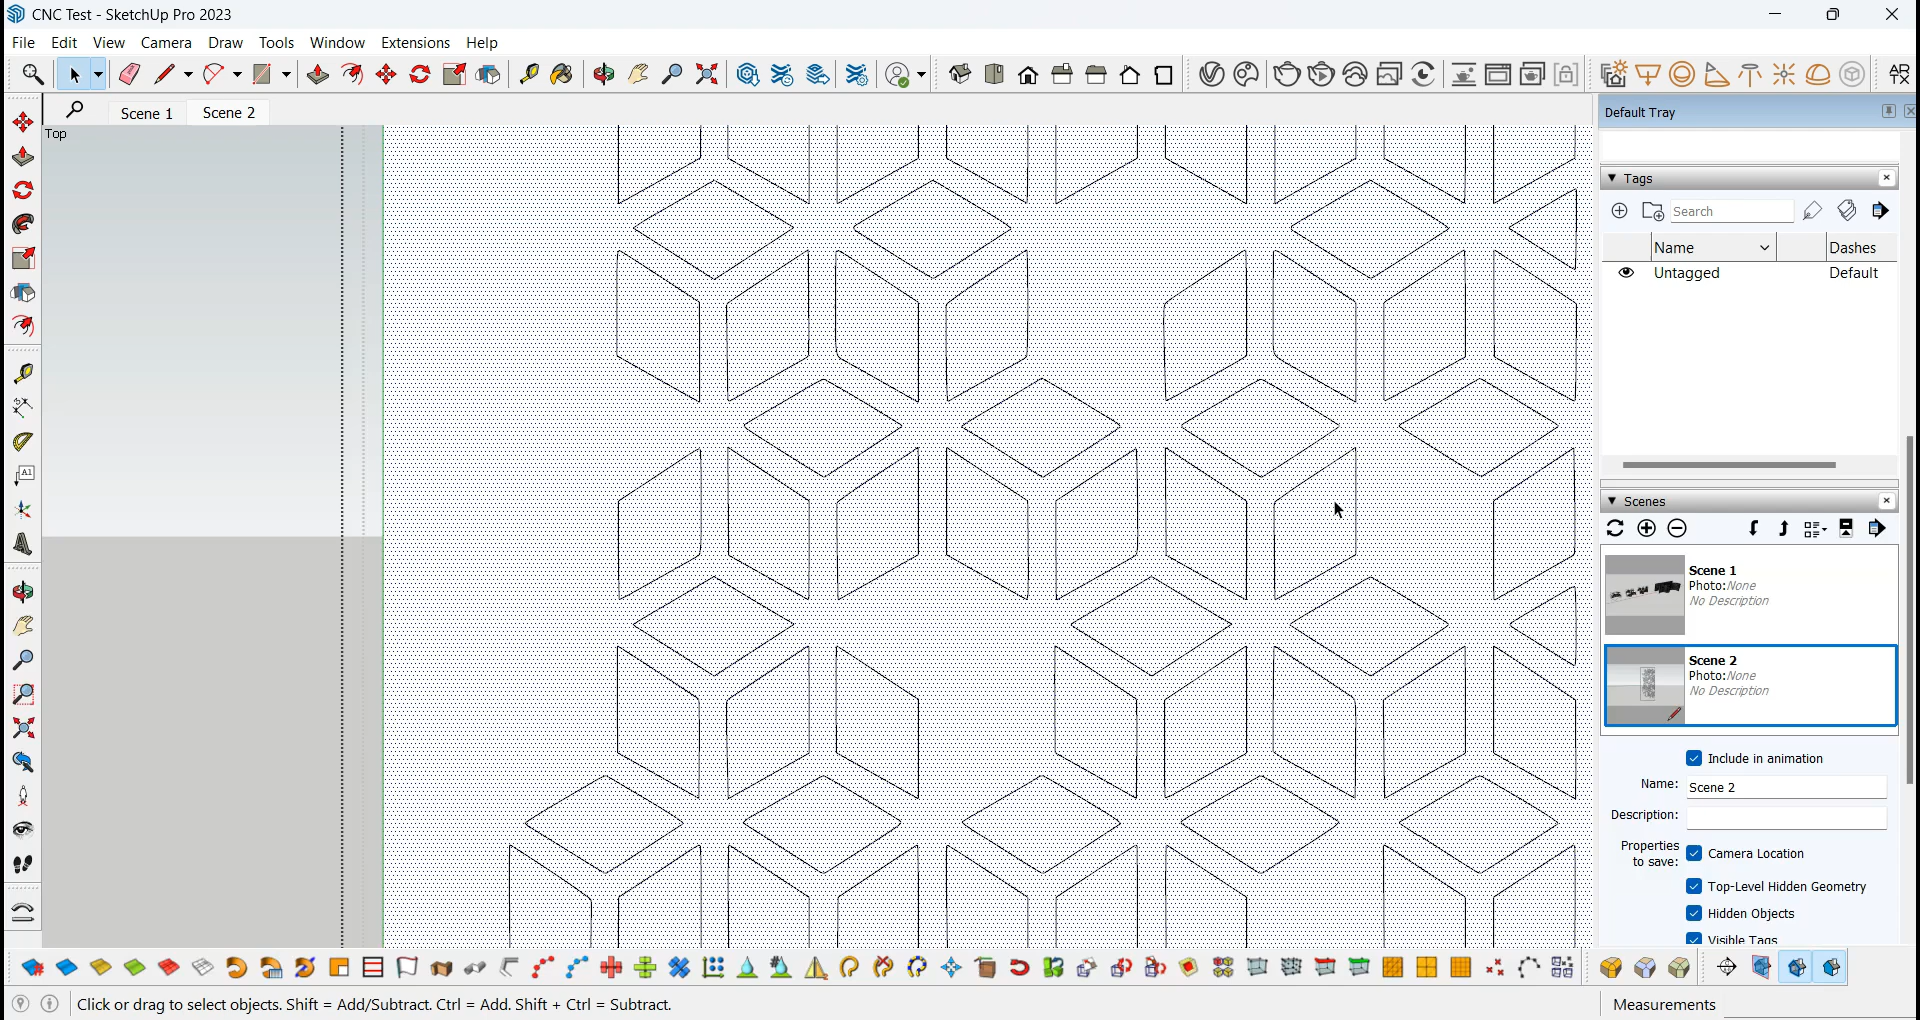 CNC Test - SketchUp Pro 2023
File Edit View Camera Draw Tools Window Extensions Help
AR
TX
Scene 1 Scene 2
Top
A1
Default Tray
Tags
Search
Name Dashes
Untagged Default
Scenes
Scene 1
Photo:None
No Description
Scene 2
Photo:None
No Description
Include in animation
Name: Scene 2
Description:
Properties to save:
Camera Location
Top-Level Hidden Geometry
Hidden Objects
Visible Tags
Click or drag to select objects. Shift = Add/Subtract. Ctrl = Add. Shift + Ctrl = Subtract.
Measurements